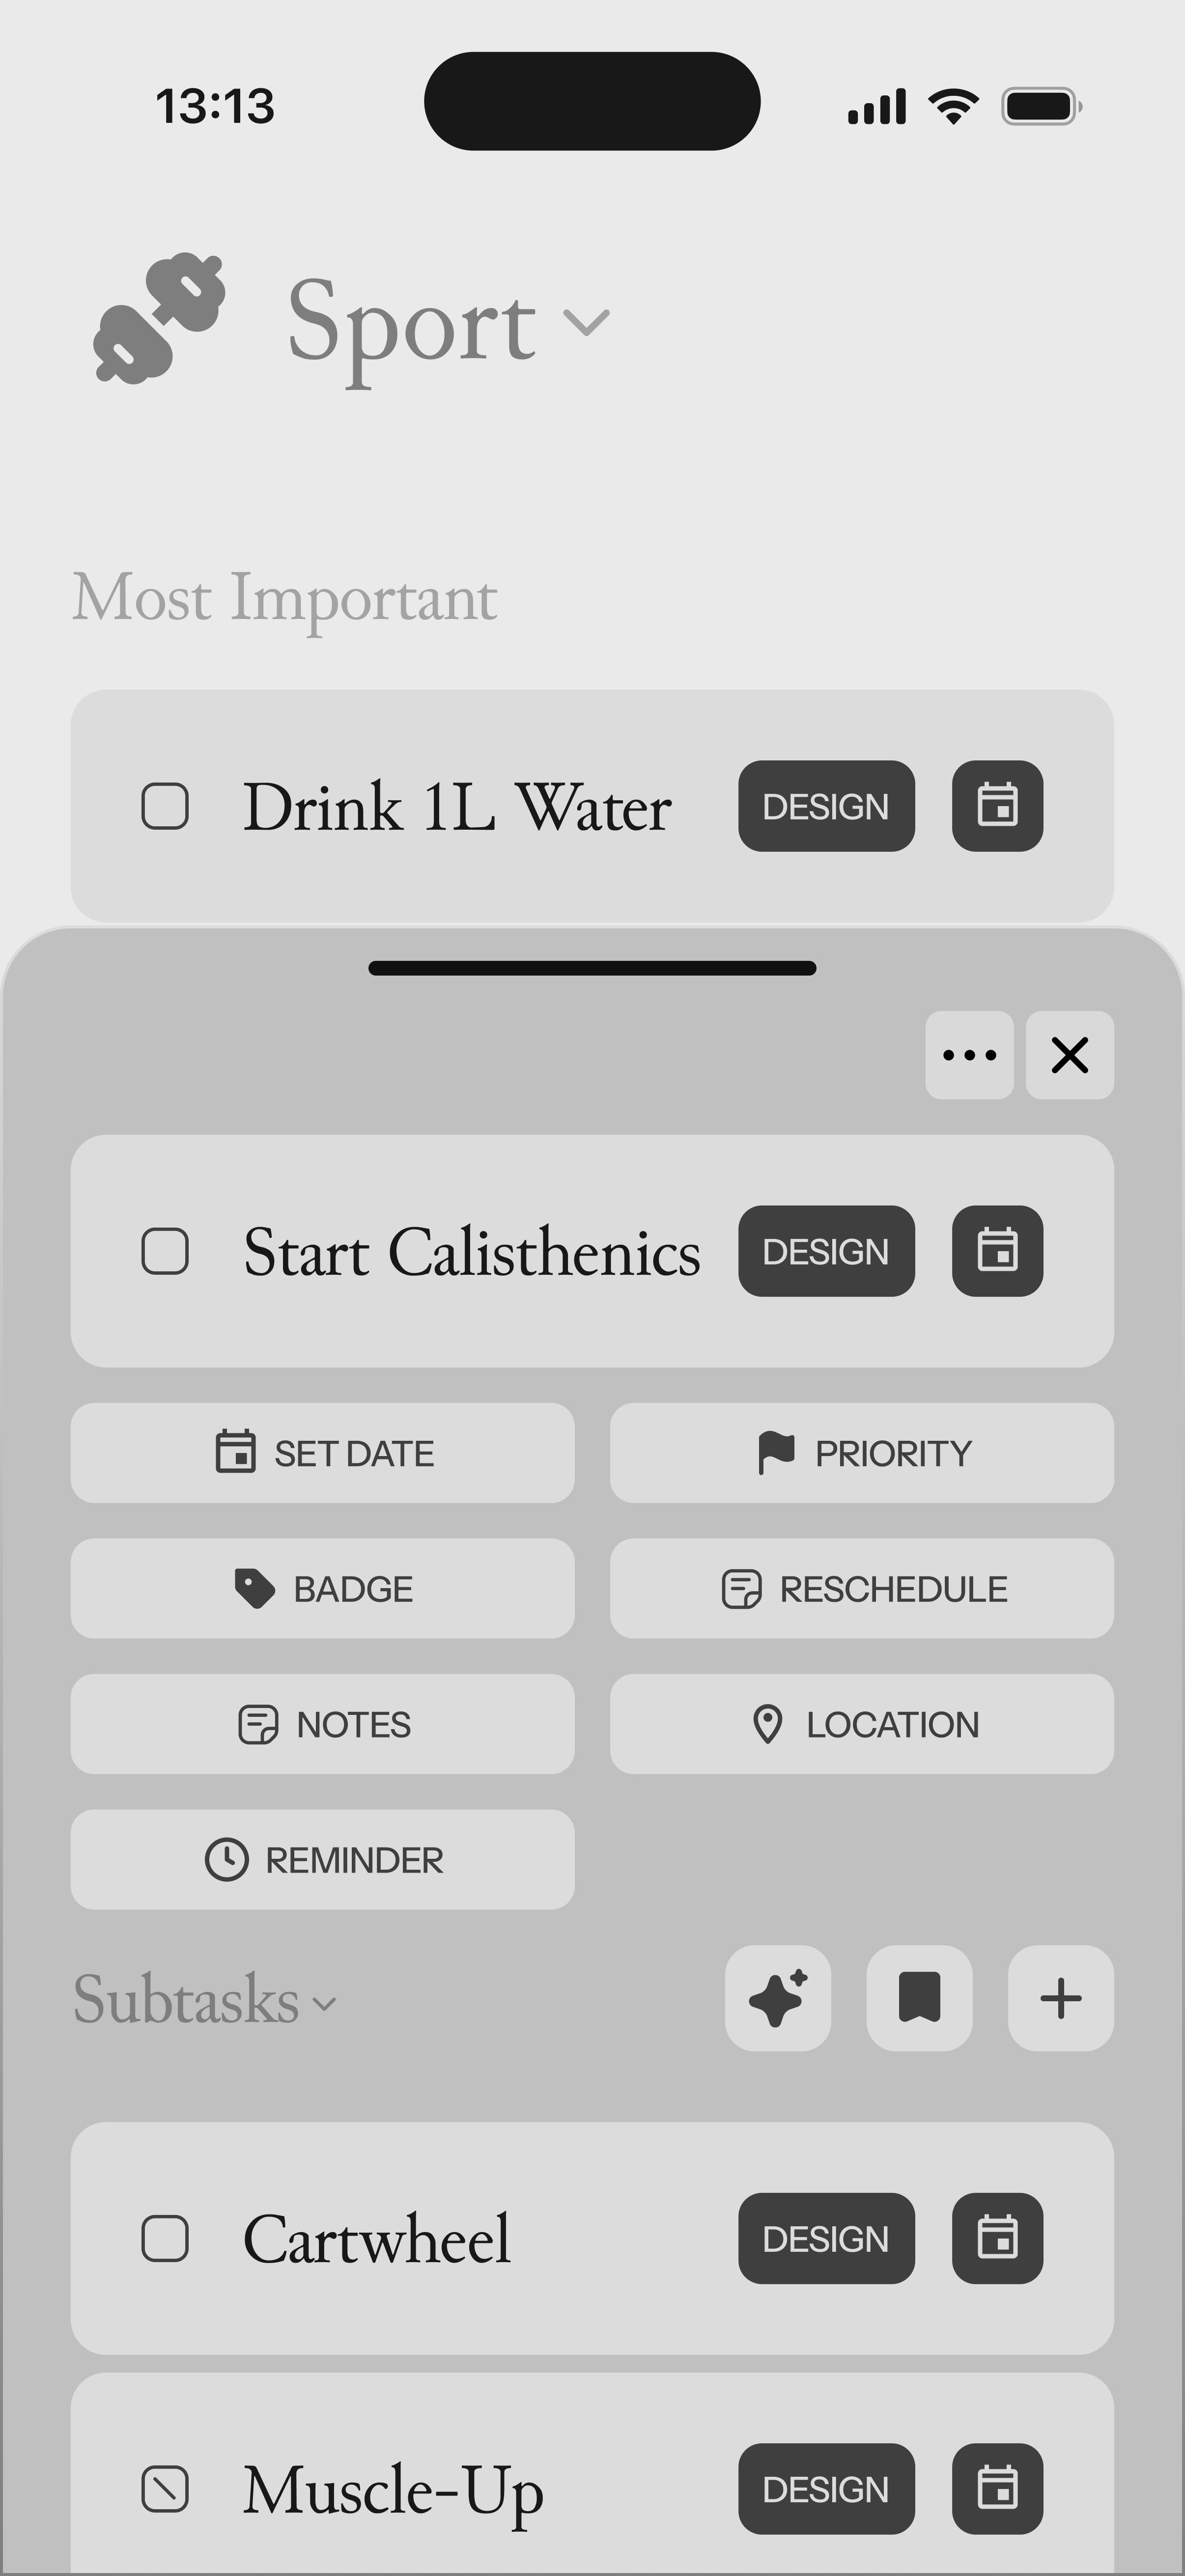 13:13
Sport
Most Important
Drink 1L Water DESIGN
Start Calisthenics DESIGN
SET DATE PRIORITY
BADGE RESCHEDULE
NOTES LOCATION
REMINDER
Subtasks
Cartwheel DESIGN
Muscle-Up DESIGN